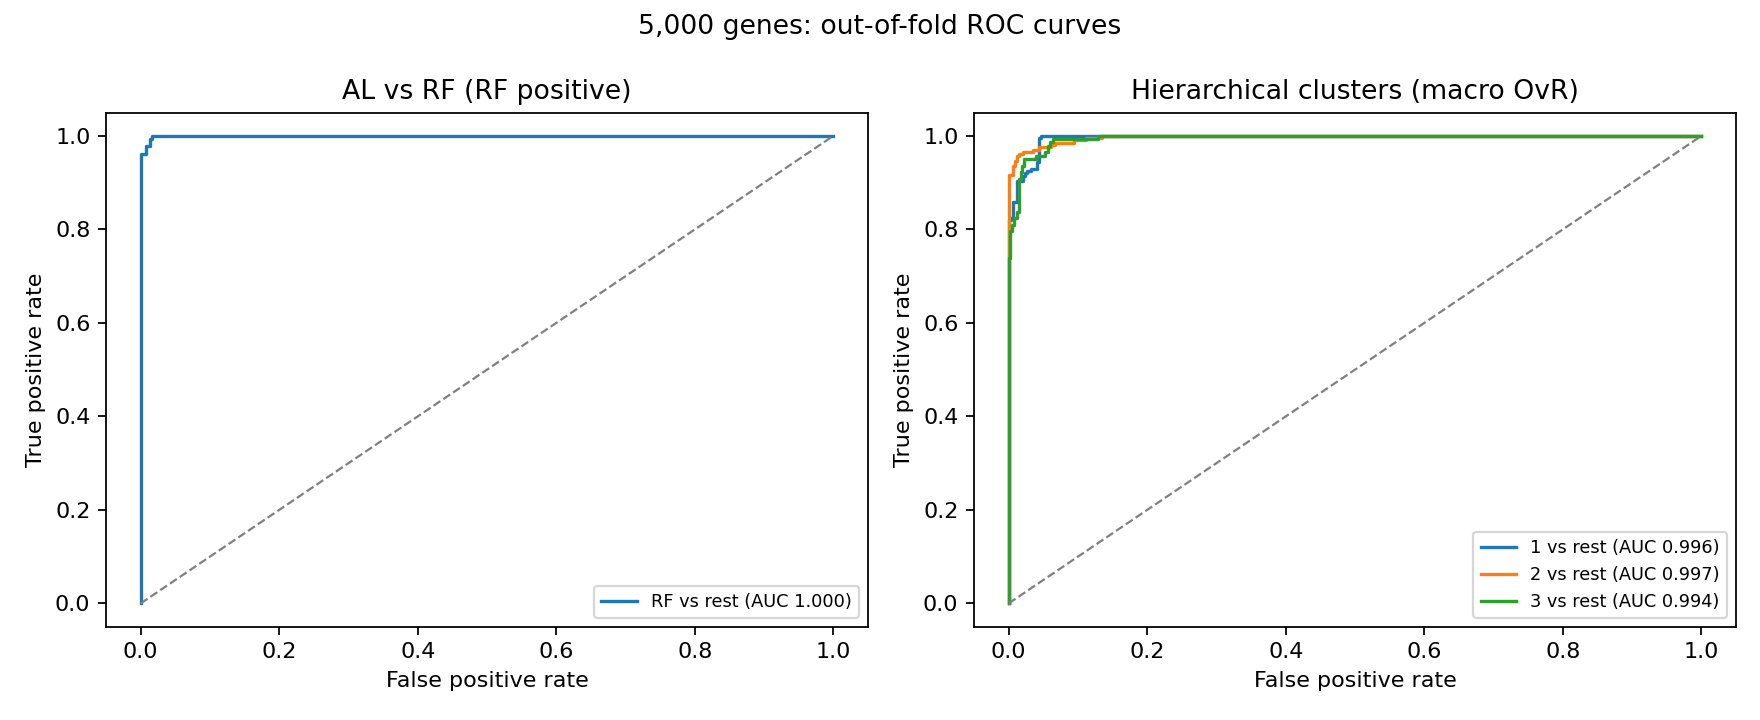 5,000 genes: out-of-fold ROC curves
AL vs RF (RF positive)
True positive rate
1.0
0.8
0.6
0.4
0.2
0.0
RF vs rest (AUC 1.000)
0.0 0.2 0.4 0.6 0.8 1.0
False positive rate
Hierarchical clusters (macro OvR)
True positive rate
1.0
0.8
0.6
0.4
0.2
0.0
1 vs rest (AUC 0.996)
2 vs rest (AUC 0.997)
3 vs rest (AUC 0.994)
0.0 0.2 0.4 0.6 0.8 1.0
False positive rate